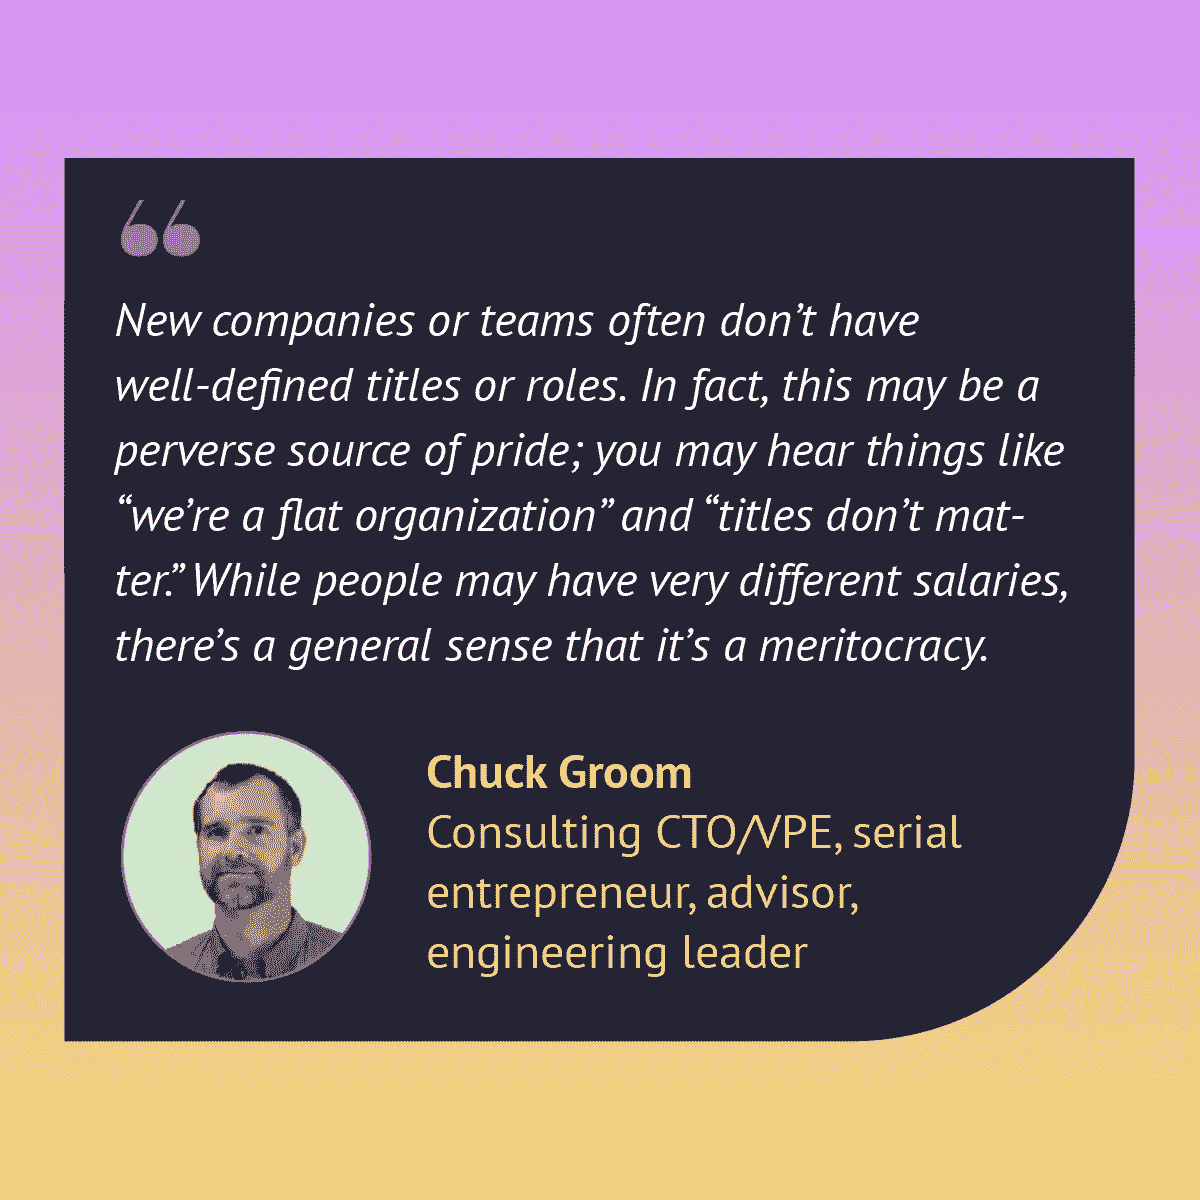 “
New companies or teams often don’t have
well-defined titles or roles. In fact, this may be a
perverse source of pride; you may hear things like
“we’re a flat organization” and “titles don’t mat-
ter.” While people may have very different salaries,
there’s a general sense that it’s a meritocracy.
Chuck Groom
Consulting CTO/VPE, serial
entrepreneur, advisor,
engineering leader